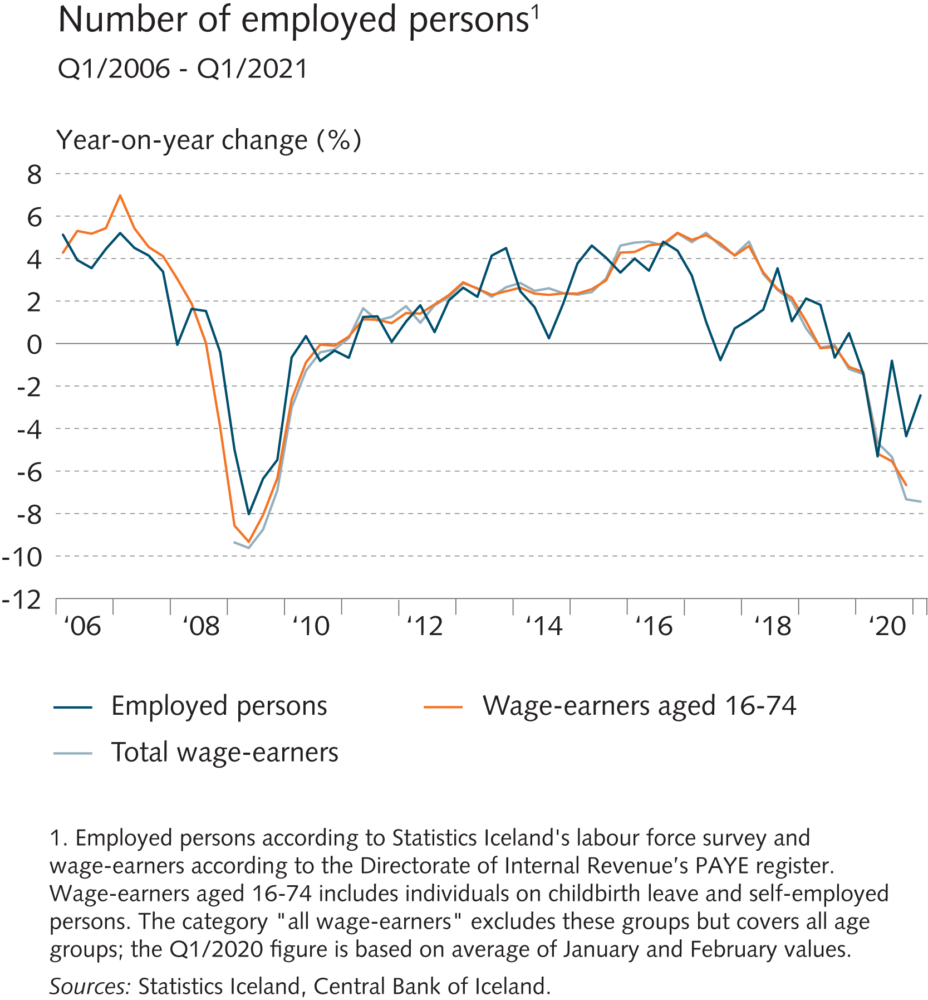 Number of employed persons¹
Q1/2006 - Q1/2021
Year-on-year change (%)
8
6
4
2
0
-2
-4
-6
-8
-10
-12
‘06 ‘08 ‘10 ‘12 ‘14 ‘16 ‘18 ‘20
Employed persons Wage-earners aged 16-74
Total wage-earners
1. Employed persons according to Statistics Iceland's labour force survey and
wage-earners according to the Directorate of Internal Revenue’s PAYE register.
Wage-earners aged 16-74 includes individuals on childbirth leave and self-employed
persons. The category "all wage-earners" excludes these groups but covers all age
groups; the Q1/2020 figure is based on average of January and February values.
Sources: Statistics Iceland, Central Bank of Iceland.